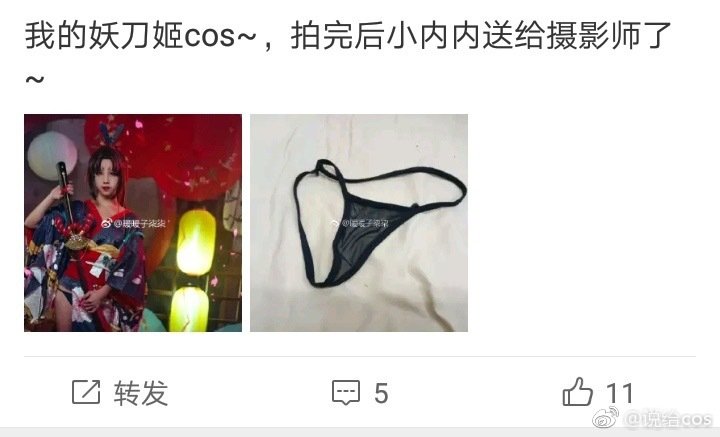 我的妖刀姬cos~，拍完后小内内送给摄影师了
~
@暖暖子柒柒
@暖暖子柒柒
转发
5
11
@说给cos